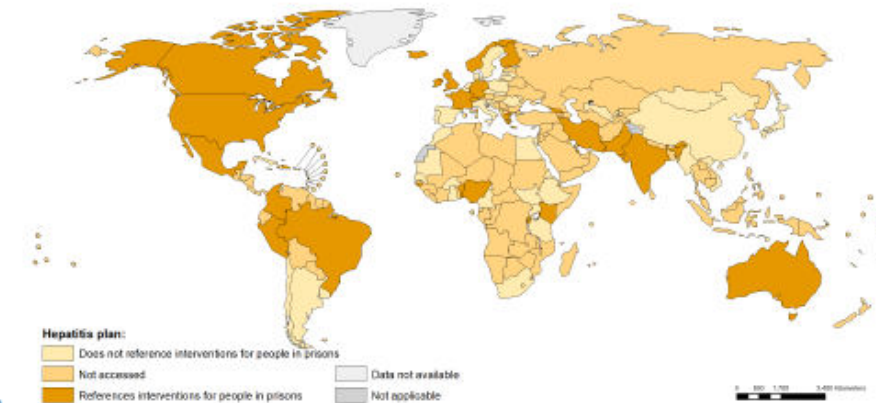 Hepatitis plan:
Does not reference interventions for people in prisons
Not accessed
Data not available
References interventions for people in prisons
Not applicable